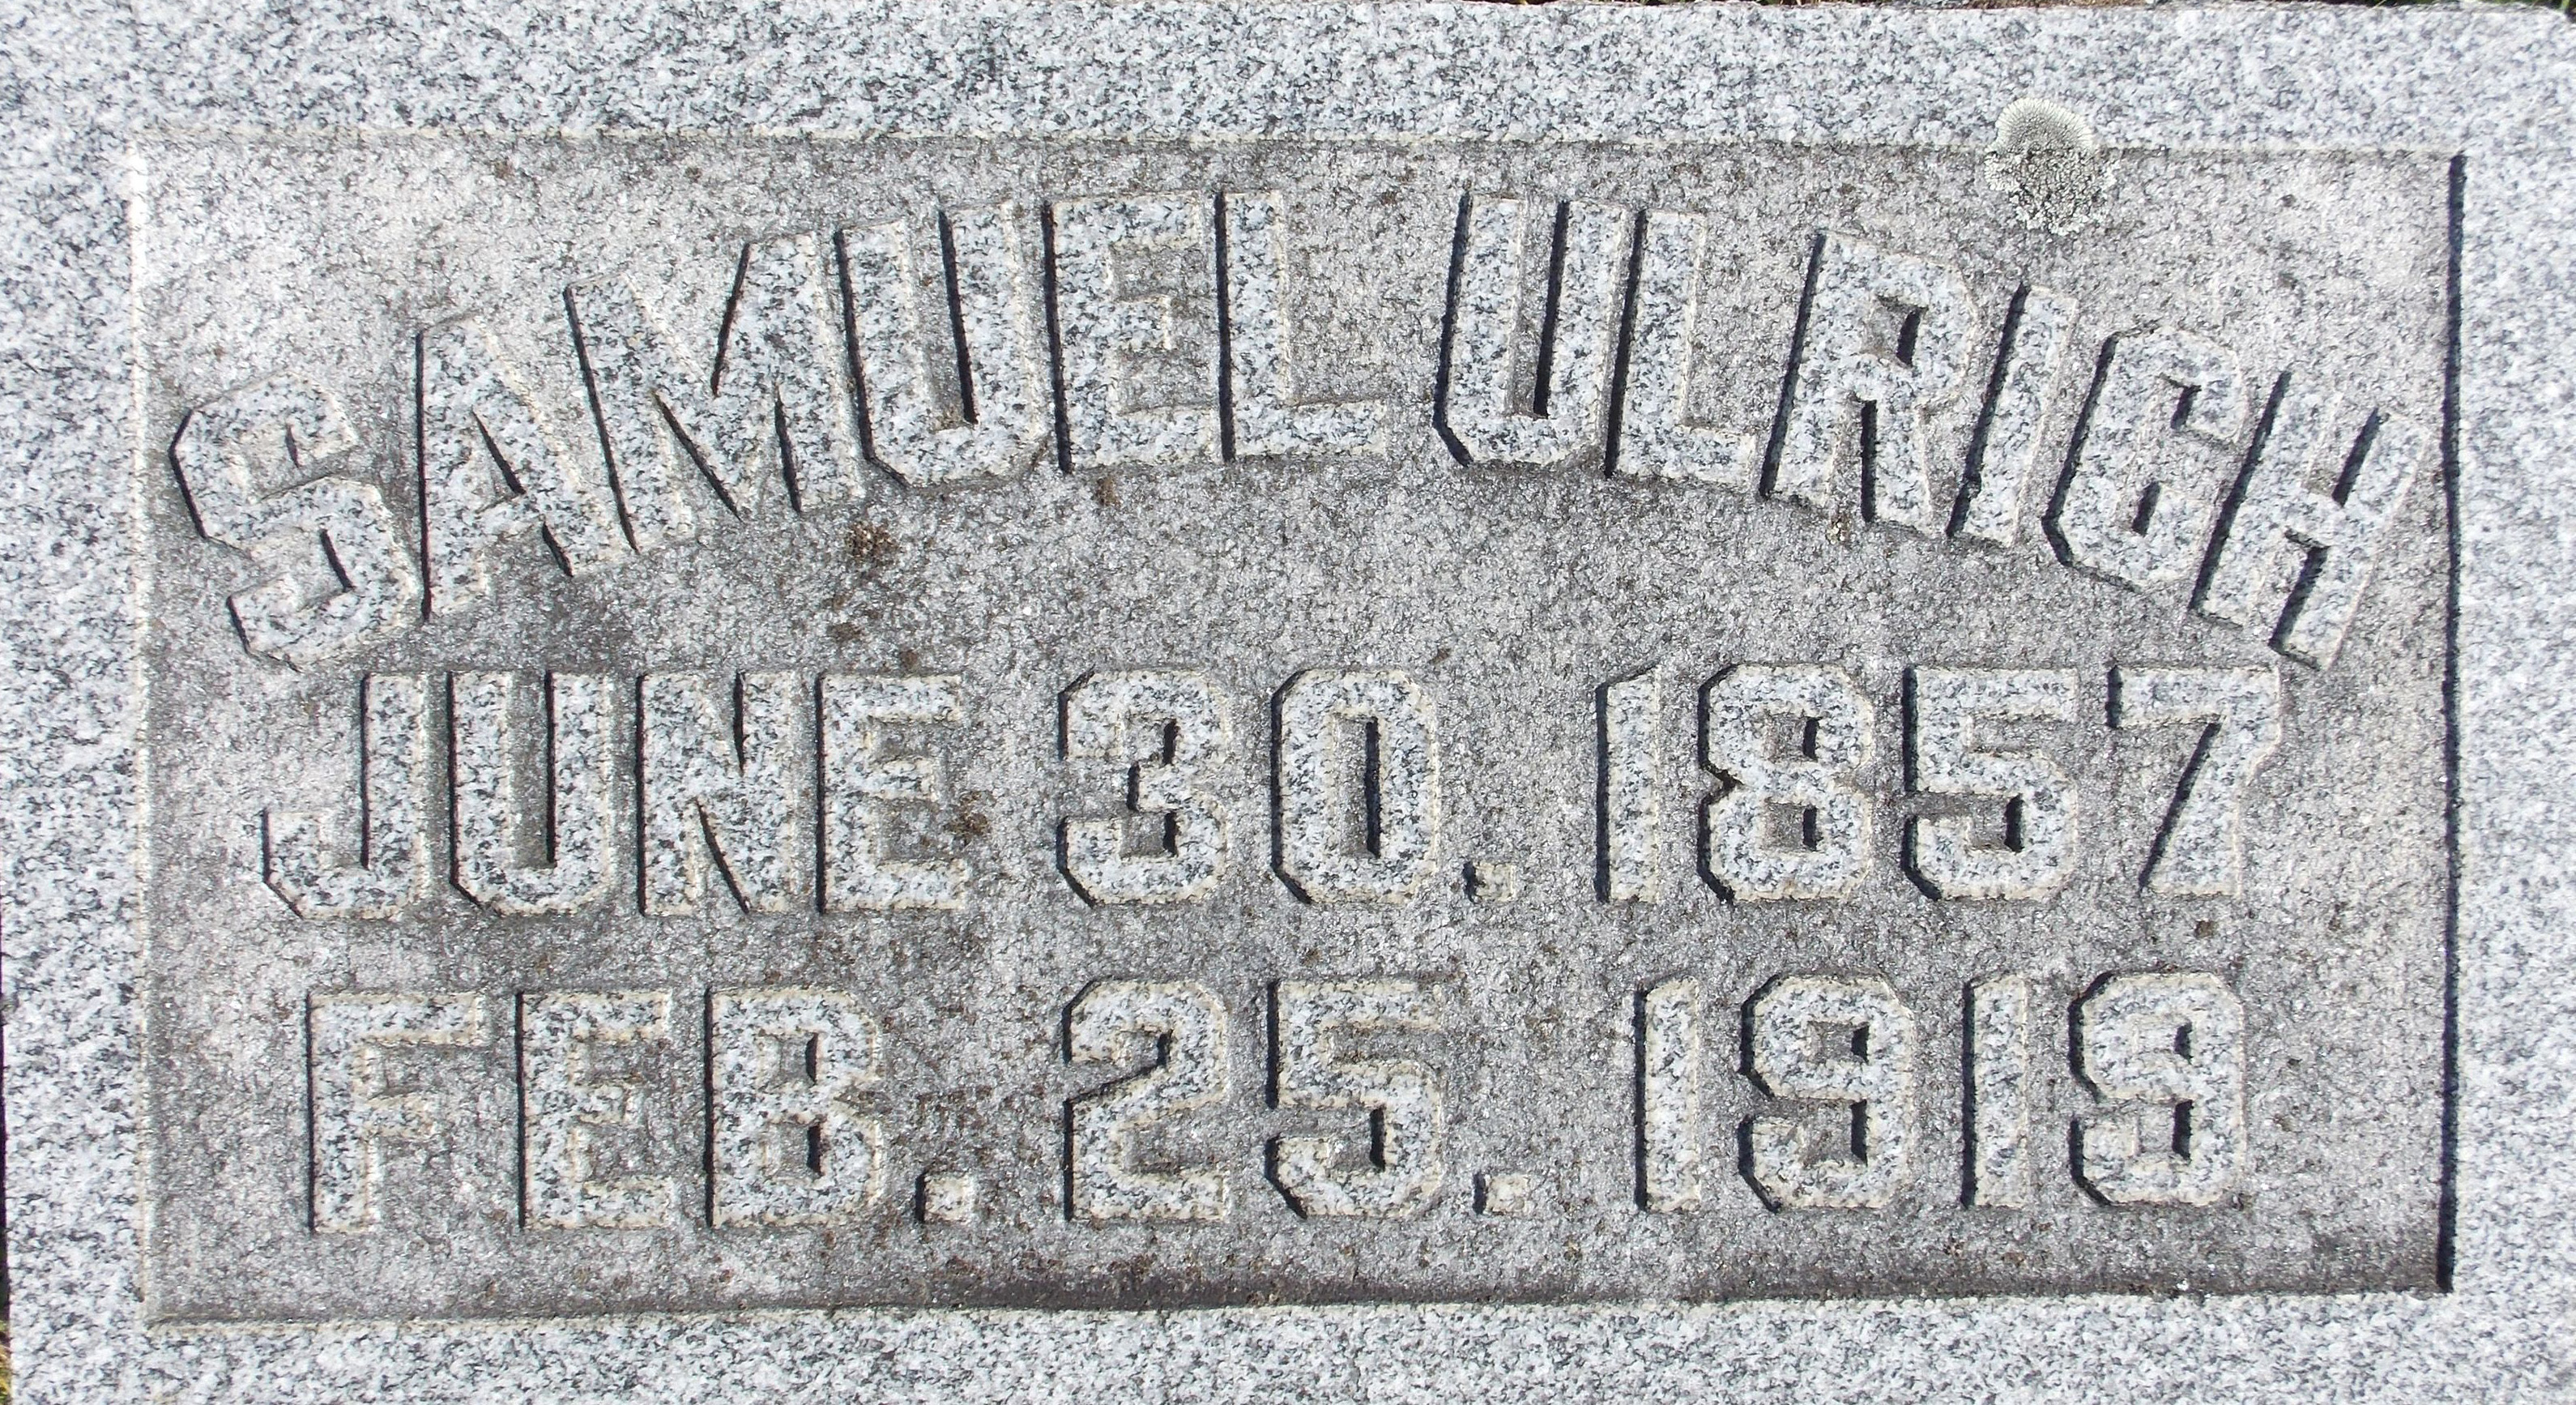 SAMUEL ULRICH
JUNE 30. 1857
FEB. 25. 1919